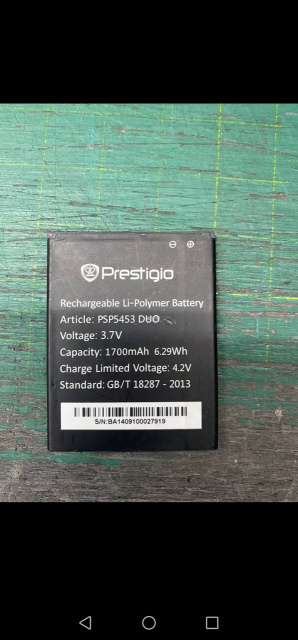 ⊖ ⊕
Prestigio
Rechargeable Li-Polymer Battery
Article: PSP5453 DUO
Voltage: 3.7V
Capacity: 1700mAh 6.29Wh
Charge Limited Voltage: 4.2V
Standard: GB/T 18287 - 2013
S/N:BA1409100027919